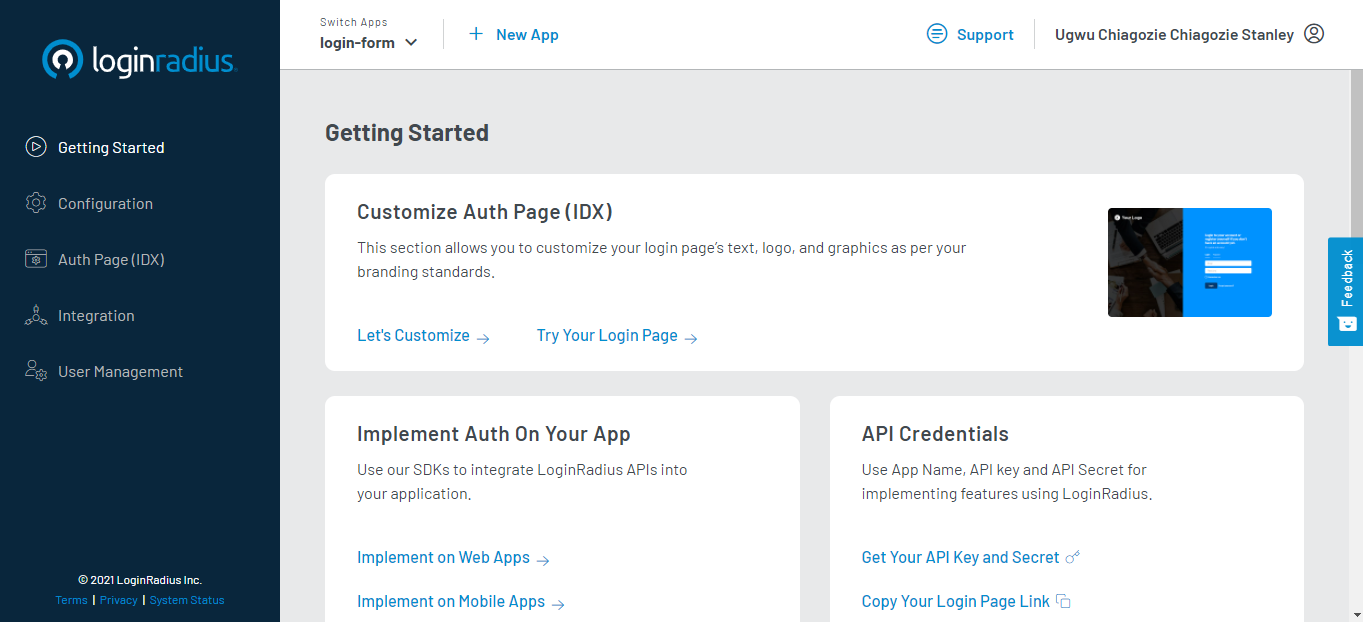 loginradius
Getting Started
Configuration
Auth Page (IDX)
Integration
User Management
© 2021 LoginRadius Inc.
Terms | Privacy | System Status
Switch Apps
login-form
New App
Support
Ugwu Chiagozie Chiagozie Stanley
Getting Started
Customize Auth Page (IDX)
This section allows you to customize your login page’s text, logo, and graphics as per your
branding standards.
Let's Customize
Try Your Login Page
Your Logo
Feedback
Implement Auth On Your App
Use our SDKs to integrate LoginRadius APIs into
your application.
Implement on Web Apps
Implement on Mobile Apps
API Credentials
Use App Name, API key and API Secret for
implementing features using LoginRadius.
Get Your API Key and Secret
Copy Your Login Page Link